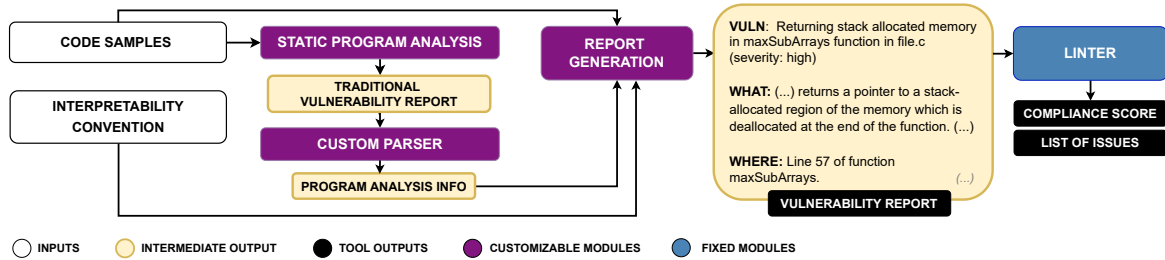 CODE SAMPLES
STATIC PROGRAM ANALYSIS
REPORT
GENERATION
INTERPRETABILITY
CONVENTION
TRADITIONAL
VULNERABILITY REPORT
CUSTOM PARSER
PROGRAM ANALYSIS INFO
VULN: Returning stack allocated memory
in maxSubArrays function in file.c
(severity: high)
WHAT: (...) returns a pointer to a stack-
allocated region of the memory which is
deallocated at the end of the function. (...)
WHERE: Line 57 of function
maxSubArrays.
(...)
VULNERABILITY REPORT
LINTER
COMPLIANCE SCORE
LIST OF ISSUES
INPUTS
INTERMEDIATE OUTPUT
TOOL OUTPUTS
CUSTOMIZABLE MODULES
FIXED MODULES